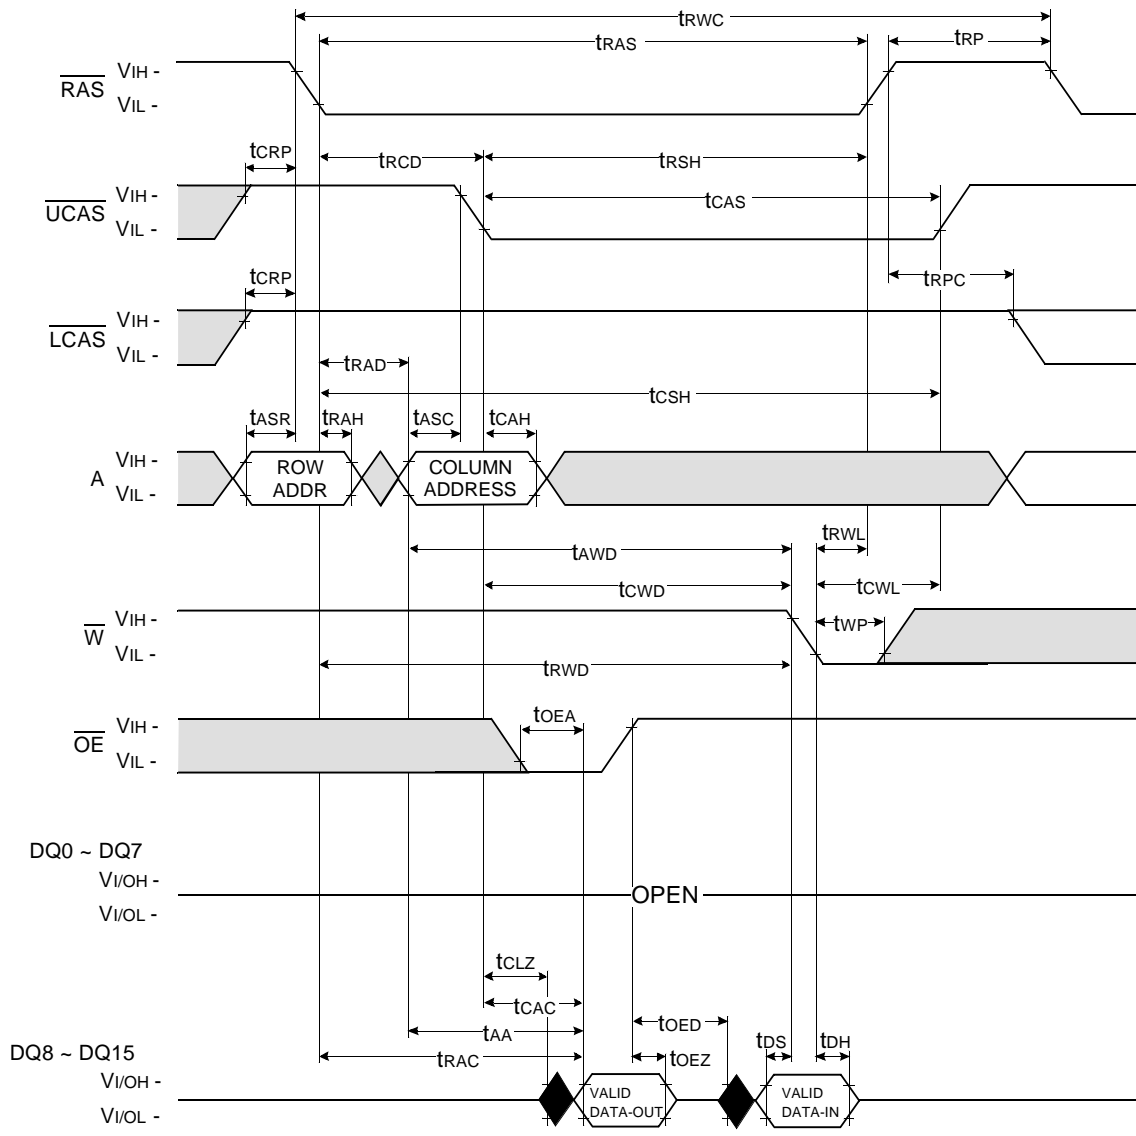 tRWC
tRAS
tRP
RAS
VIH -
VIL -
tCRP
tRCD
tRSH
UCAS
VIH -
VIL -
tCAS
tCRP
tRPC
LCAS
VIH -
VIL -
tRAD
tCSH
tASR
tRAH
tASC
tCAH
A
VIH -
VIL -
ROW
ADDR
COLUMN
ADDRESS
tAWD
tRWL
tCWD
tCWL
W
VIH -
VIL -
tWP
tRWD
OE
VIH -
VIL -
tOEA
DQ0 ~ DQ7
VI/OH -
VI/OL -
OPEN
tCLZ
tCAC
tAA
tRAC
tOED
tOEZ
tDS
tDH
DQ8 ~ DQ15
VI/OH -
VI/OL -
VALID
DATA-OUT
VALID
DATA-IN